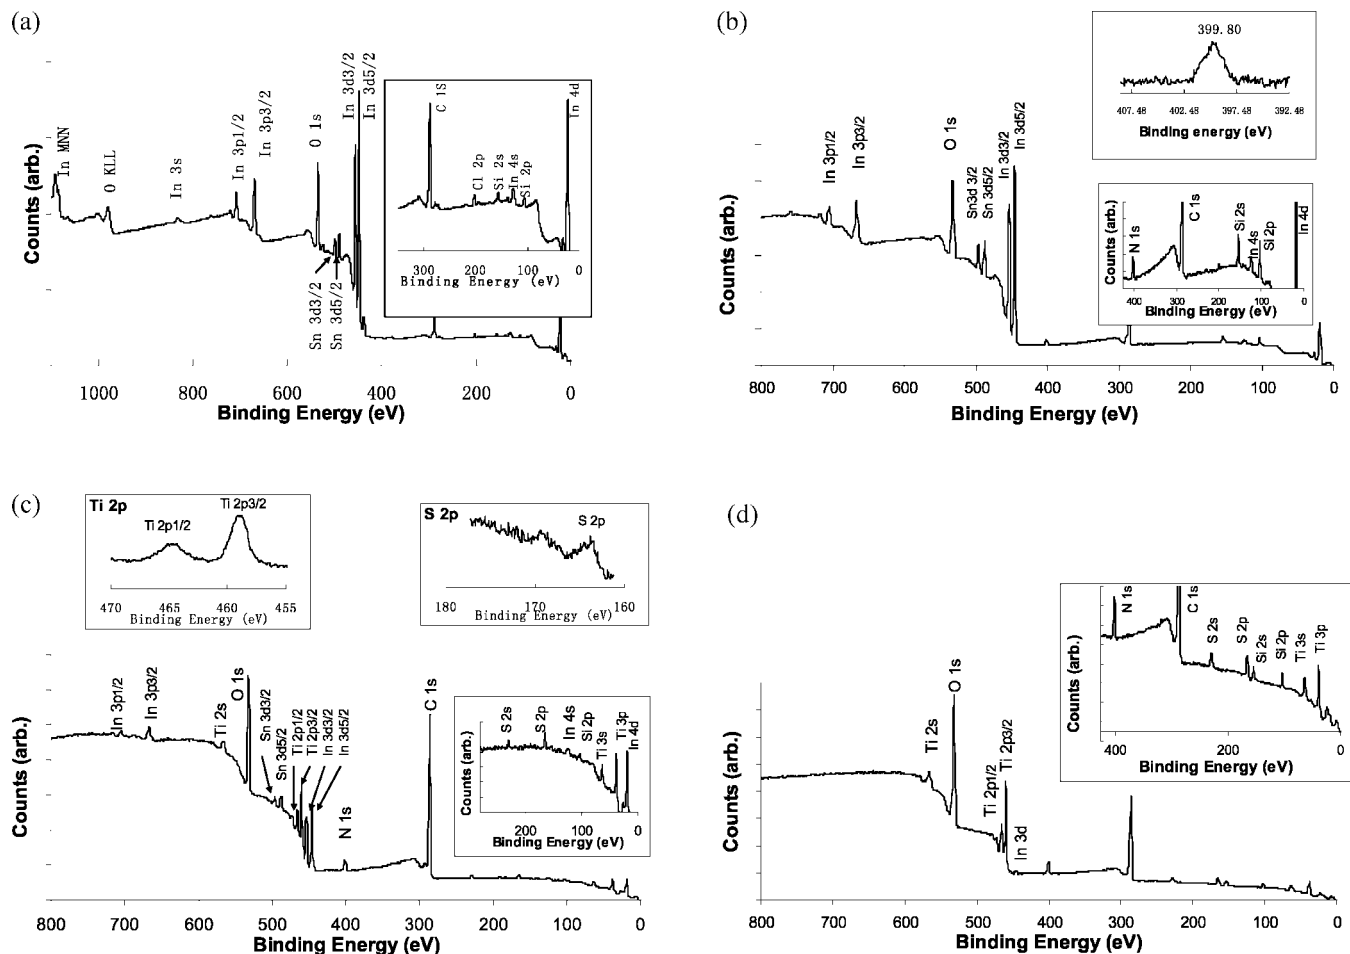 (a)
In MNN
O KLL
In 3s
In 3p1/2
In 3p3/2
O 1s
In 3d3/2
In 3d5/2
Sn 3d3/2
Sn 3d5/2
C 1S
Cl 2p
Si 2s
In 4s
Si 2p
In 4d
300 200 100 0
Binding Energy (eV)
Counts (arb.)
1000 800 600 400 200 0
Binding Energy (eV)
(b)
399.80
407.48 402.48 397.48 392.48
Binding energy (eV)
In 3p1/2
In 3p3/2
O 1s
Sn3d 3/2
Sn 3d5/2
In 3d3/2
In 3d5/2
Counts (arb.)
N 1s
C 1s
Si 2s
In 4s
Si 2p
In 4d
400 300 200 100 0
Binding Energy (eV)
Counts (arb.)
800 700 600 500 400 300 200 100 0
Binding Energy (eV)
(c)
Ti 2p
Ti 2p1/2
Ti 2p3/2
470 465 460 455
Binding Energy (eV)
S 2p
S 2p
180 170 160
Binding Energy (eV)
In 3p1/2
In 3p3/2
Ti 2s
O 1s
Sn 3d3/2
Sn 3d5/2
Ti 2p1/2
Ti 2p3/2
In 3d3/2
In 3d5/2
N 1s
C 1s
Counts (arb.)
S 2s
S 2p
In 4s
Si 2p
Ti 3s
Ti 3p
In 4d
200 100 0
Binding Energy (eV)
Counts (arb.)
800 700 600 500 400 300 200 100 0
Binding Energy (eV)
(d)
Ti 2s
O 1s
Ti 2p1/2
Ti 2p3/2
In 3d
Counts (arb.)
N 1s
C 1s
S 2s
S 2p
Si 2s
Si 2p
Ti 3s
Ti 3p
400 200 0
Binding Energy (eV)
Counts (arb.)
800 700 600 500 400 300 200 100 0
Binding Energy (eV)